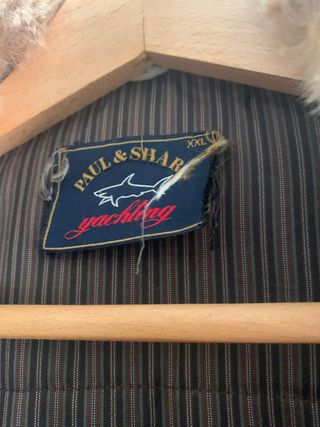 XXL
PAUL & SHAR
yachting